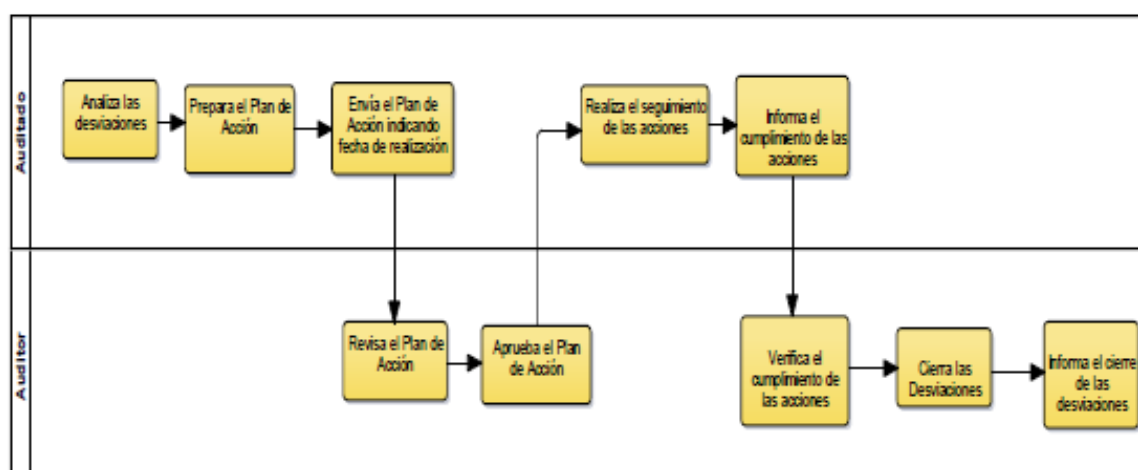 Auditado
Analiza las
desviaciones
Prepara el Plan de
Acción
Envía el Plan de
Acción indicando
fecha de realización
Realiza el seguimiento
de las acciones
Informa el
cumplimiento de las
acciones
Auditor
Revisa el Plan de
Acción
Aprueba el Plan
de Acción
Verifica el
cumplimiento de
las acciones
Cierra las
Desviaciones
Informa el cierre
de las
desviaciones